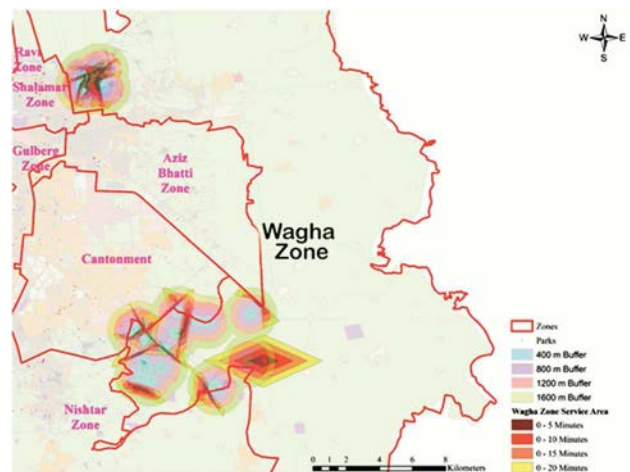 N
W E
S
Ravi
Zone
Shalamar
Zone
Gulberg
Zone
Aziz
Bhatti
Zone
Wagha
Zone
Cantonment
Nishtar
Zone
Zones
Parks
400 m Buffer
800 m Buffer
1200 m Buffer
1600 m Buffer
Wagha Zone Service Area
0 - 5 Minutes
0 - 10 Minutes
0 - 15 Minutes
0 - 20 Minutes
0 1 2 4 6 8
Kilometers